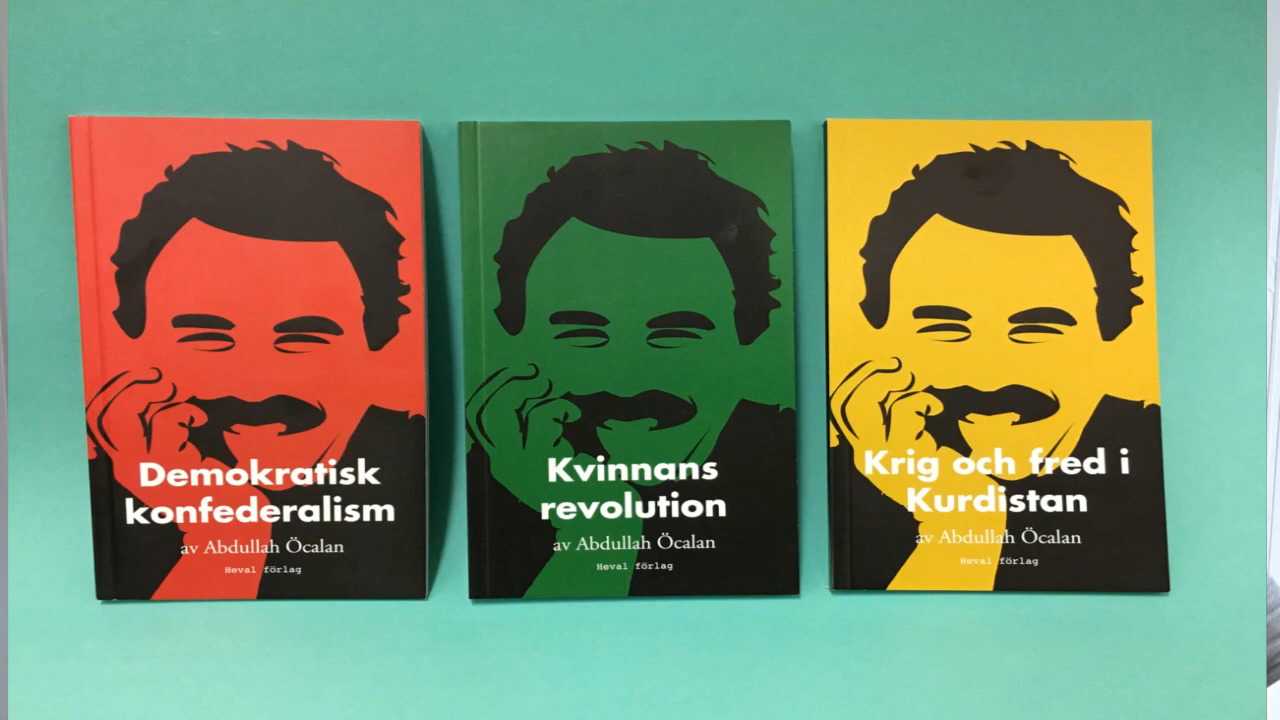 Demokratisk
konfederalism
av Abdullah Öcalan
Heval förlag
Kvinnans
revolution
av Abdullah Öcalan
Heval förlag
Krig och fred i
Kurdistan
av Abdullah Öcalan
Heval förlag